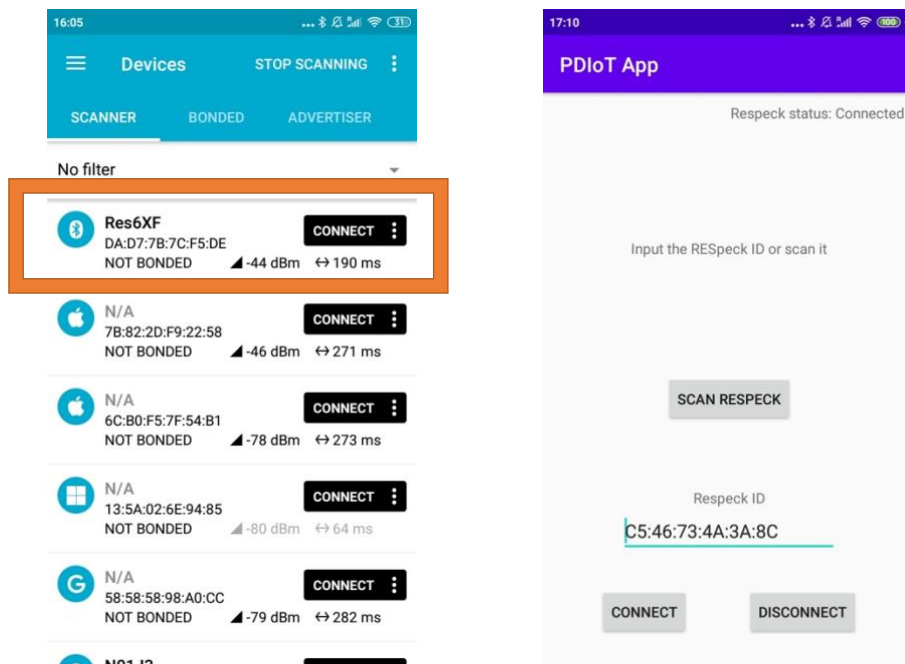 16:05
...
31
Devices
STOP SCANNING
SCANNER
BONDED
ADVERTISER
No filter
Res6XF
CONNECT
DA:D7:7B:7C:F5:DE
NOT BONDED
-44 dBm
190 ms
N/A
CONNECT
7B:82:2D:F9:22:58
NOT BONDED
-46 dBm
271 ms
N/A
CONNECT
6C:B0:F5:7F:54:B1
NOT BONDED
-78 dBm
273 ms
N/A
CONNECT
13:5A:02:6E:94:85
NOT BONDED
-80 dBm
64 ms
N/A
CONNECT
58:58:58:98:A0:CC
NOT BONDED
-79 dBm
282 ms
17:10
...
100
PDIoT App
Respeck status: Connected
Input the RESpeck ID or scan it
SCAN RESPECK
Respeck ID
C5:46:73:4A:3A:8C
CONNECT
DISCONNECT